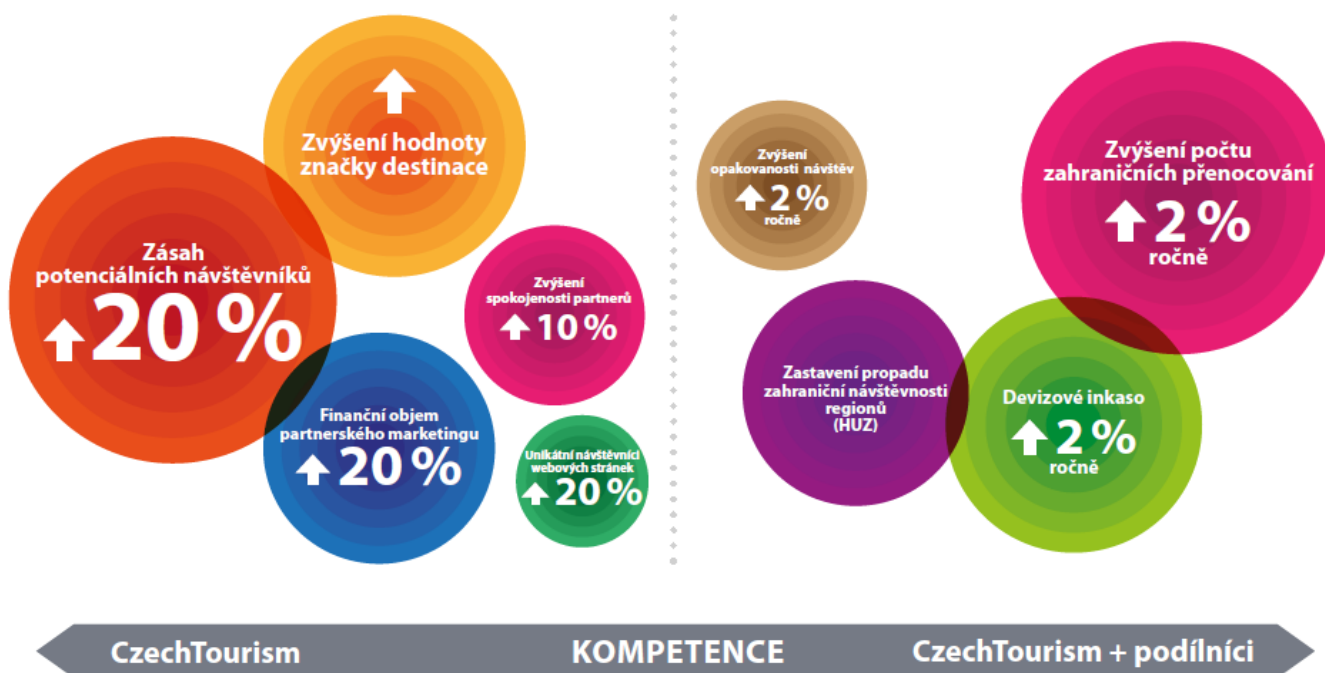 Zvýšení hodnoty
značky destinace
Zásah
potenciálních návštěvníků
20 %
Zvýšení
spokojenosti partnerů
10 %
Finanční objem
partnerského marketingu
20 %
Unikátní návštěvníci
webových stránek
20 %
Zvýšení
opakovanosti návštěv
2 %
ročně
Zvýšení počtu
zahraničních přenocování
2 %
ročně
Zastavení propadu
zahraniční návštěvnosti
regionů
(HUZ)
Devizové inkaso
2 %
ročně
CzechTourism
KOMPETENCE
CzechTourism + podílníci